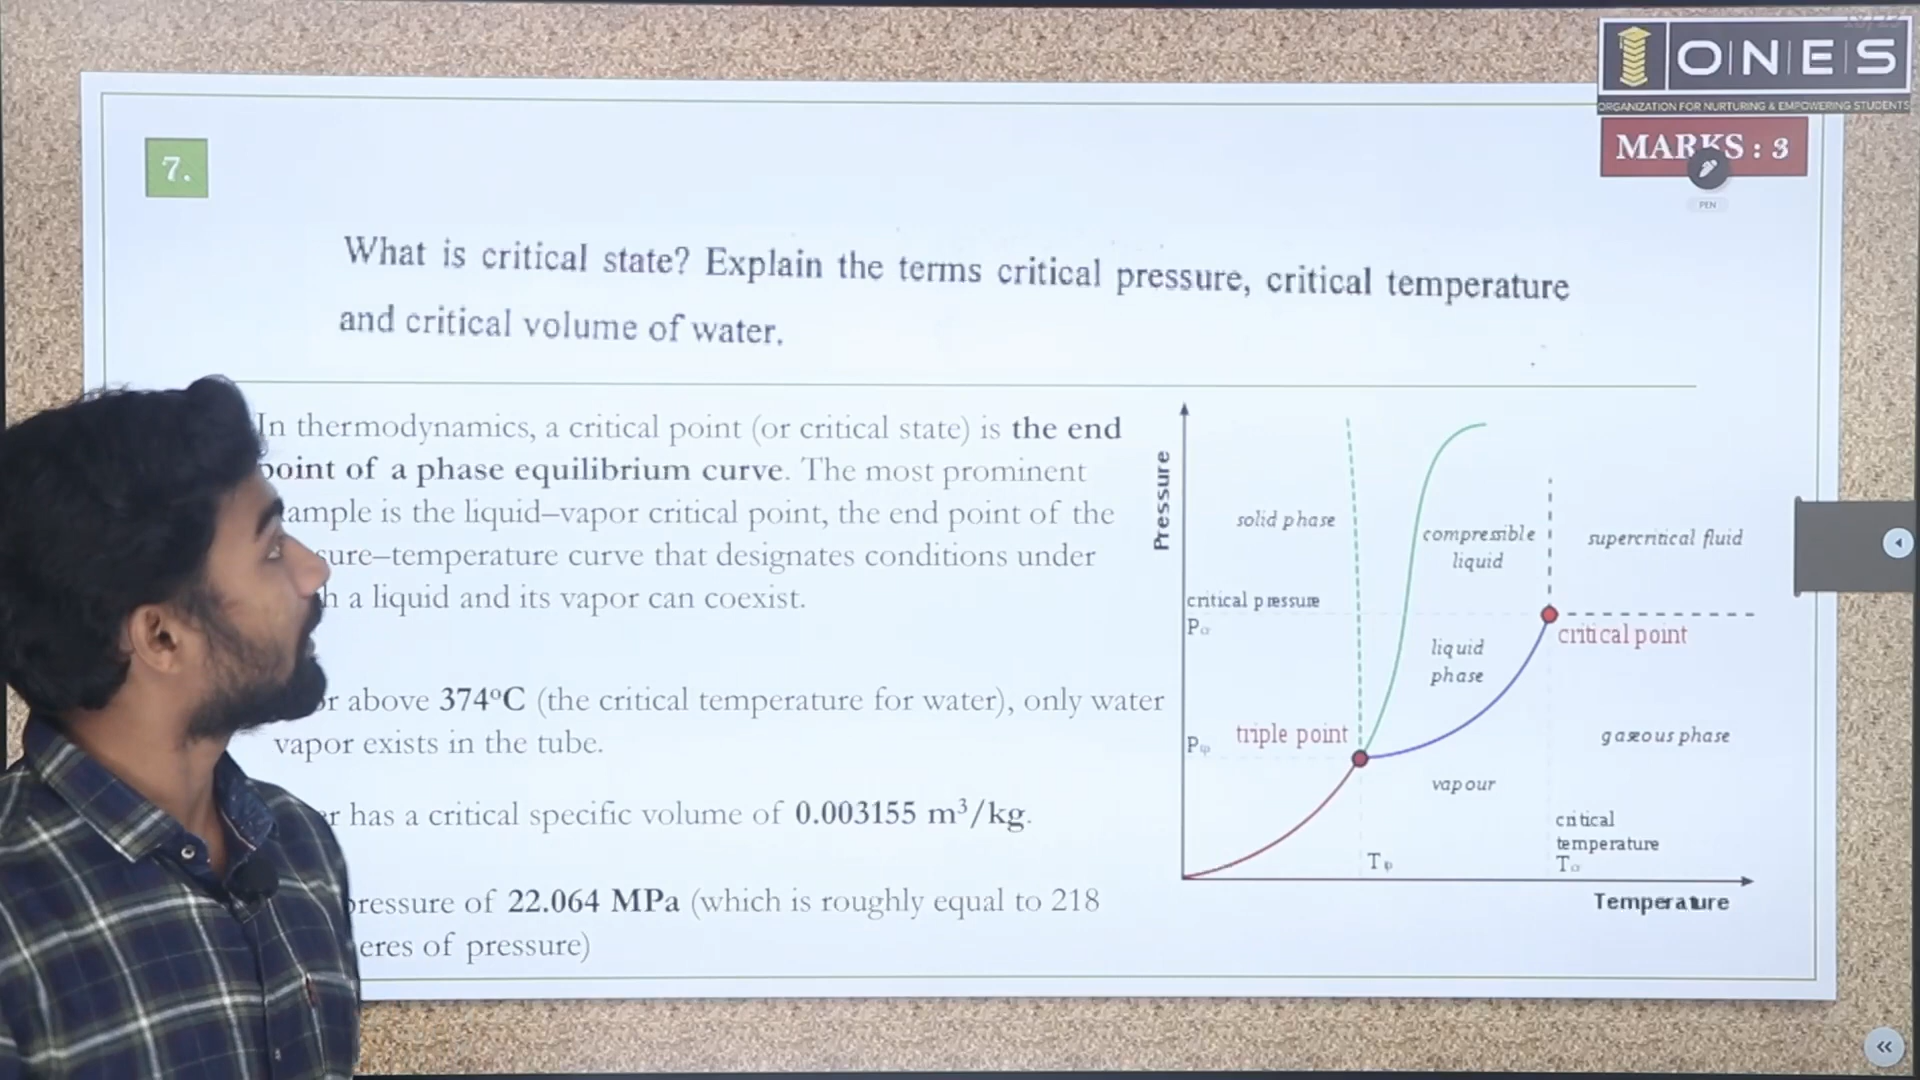 ONES
ORGANIZATION FOR NURTURING & EMPOWERING STUDENTS
7.
MARKS : 3
PEN
What is critical state? Explain the terms critical pressure, critical temperature
and critical volume of water.
In thermodynamics, a critical point (or critical state) is the end
point of a phase equilibrium curve. The most prominent
ample is the liquid–vapor critical point, the end point of the
sure–temperature curve that designates conditions under
h a liquid and its vapor can coexist.
r above 374°C (the critical temperature for water), only water
vapor exists in the tube.
er has a critical specific volume of 0.003155 m³/kg.
pressure of 22.064 MPa (which is roughly equal to 218
eres of pressure)
Pressure
solid phase
compressible
liquid
supercritical fluid
critical pressure
critical point
liquid
phase
triple point
gaseous phase
vapour
critical
temperature
Temperature